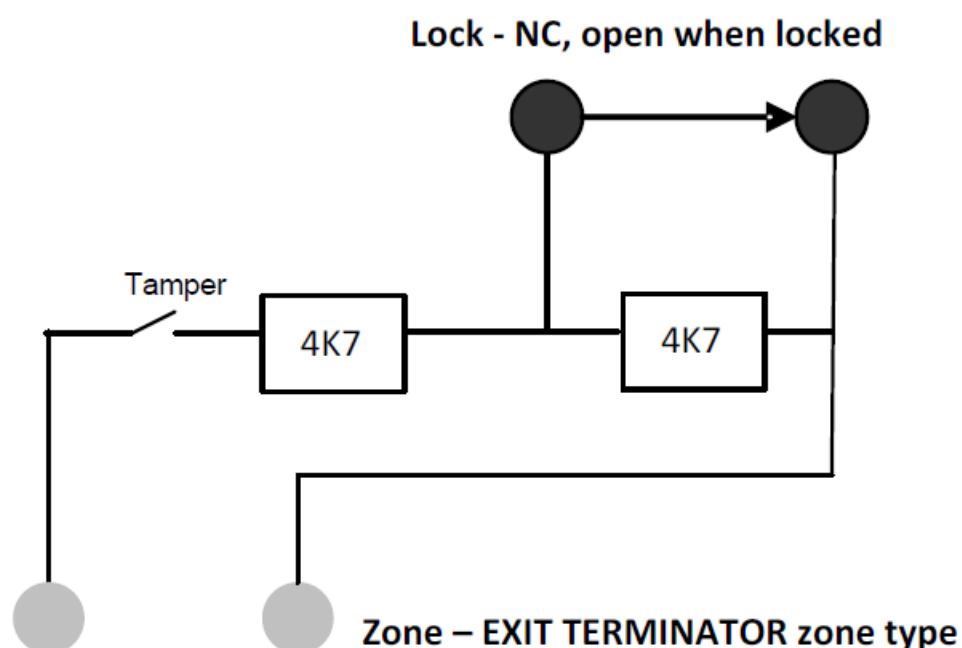 Lock - NC, open when locked
Tamper
4K7
4K7
Zone – EXIT TERMINATOR zone type